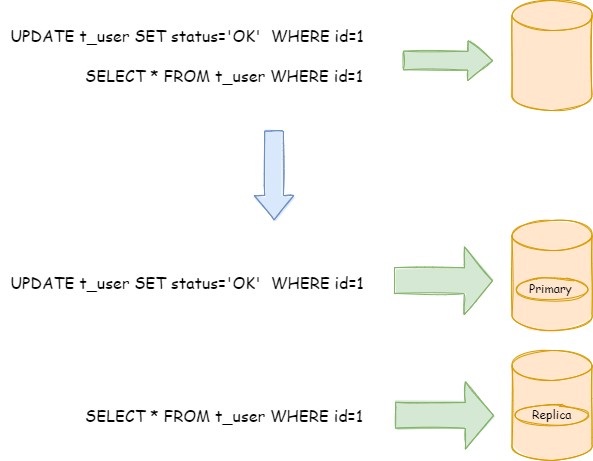 UPDATE t_user SET status='OK'  WHERE id=1
SELECT * FROM t_user WHERE id=1
UPDATE t_user SET status='OK'  WHERE id=1
Primary
SELECT * FROM t_user WHERE id=1
Replica